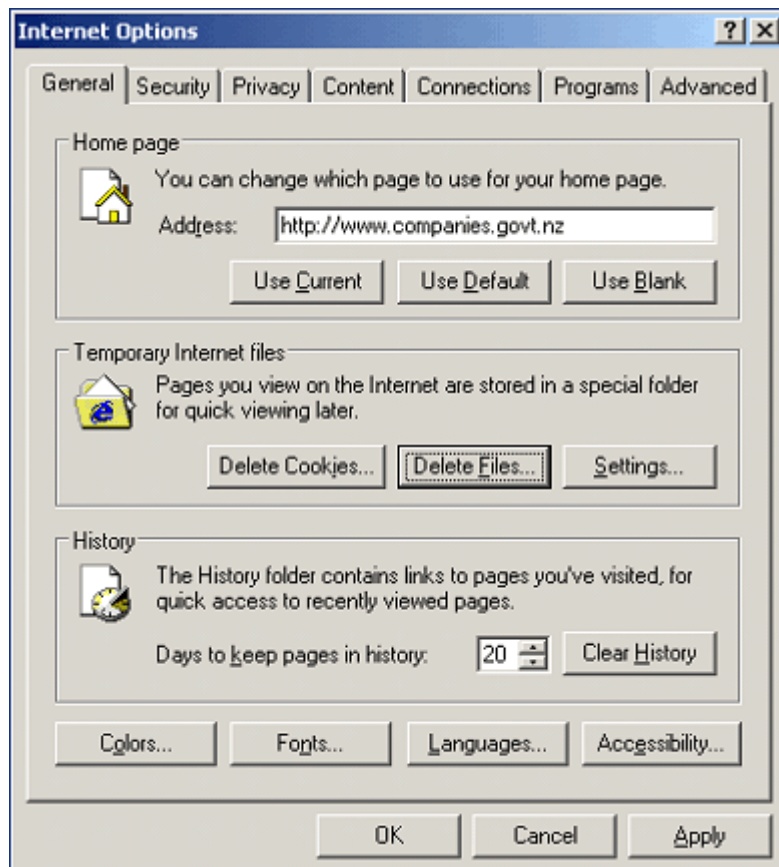 Internet Options
General Security Privacy Content Connections Programs Advanced
Home page
You can change which page to use for your home page.
Address: http://www.companies.govt.nz
Use Current Use Default Use Blank
Temporary Internet files
Pages you view on the Internet are stored in a special folder
for quick viewing later.
Delete Cookies... Delete Files... Settings...
History
The History folder contains links to pages you've visited, for
quick access to recently viewed pages.
Days to keep pages in history: 20 Clear History
Colors... Fonts... Languages... Accessibility...
OK Cancel Apply